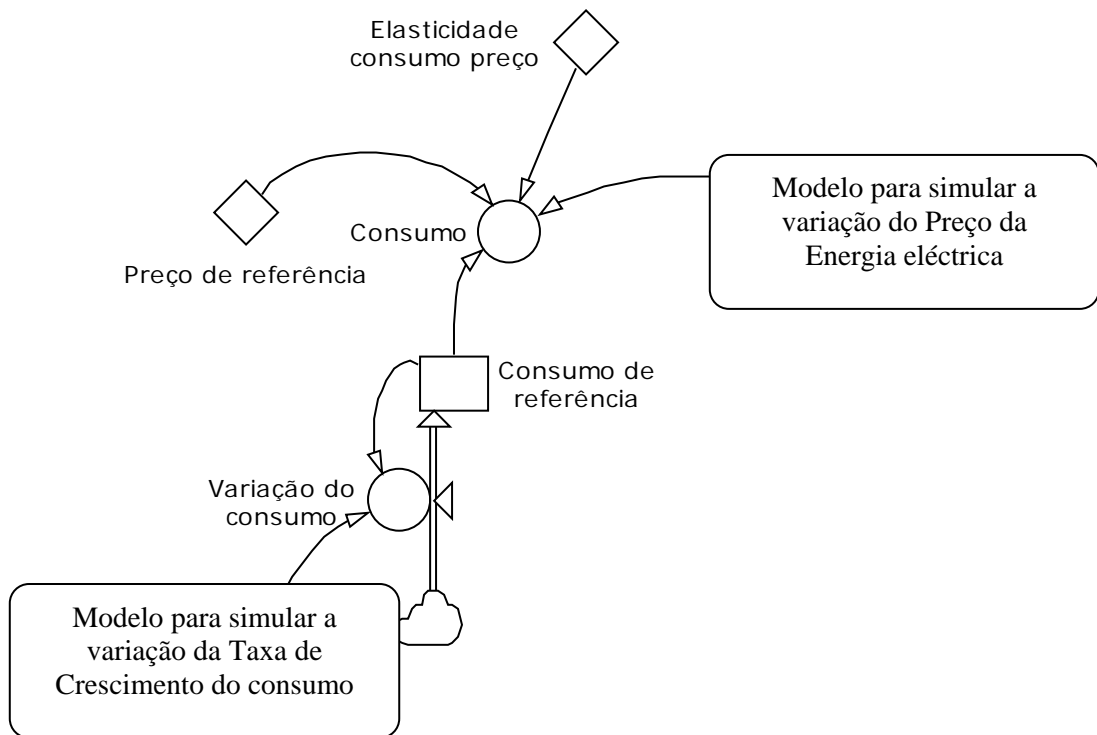 Elasticidade
consumo preço
Modelo para simular a
variação do Preço da
Energia eléctrica
Consumo
Preço de referência
Consumo de
referência
Variação do
consumo
Modelo para simular a
variação da Taxa de
Crescimento do consumo